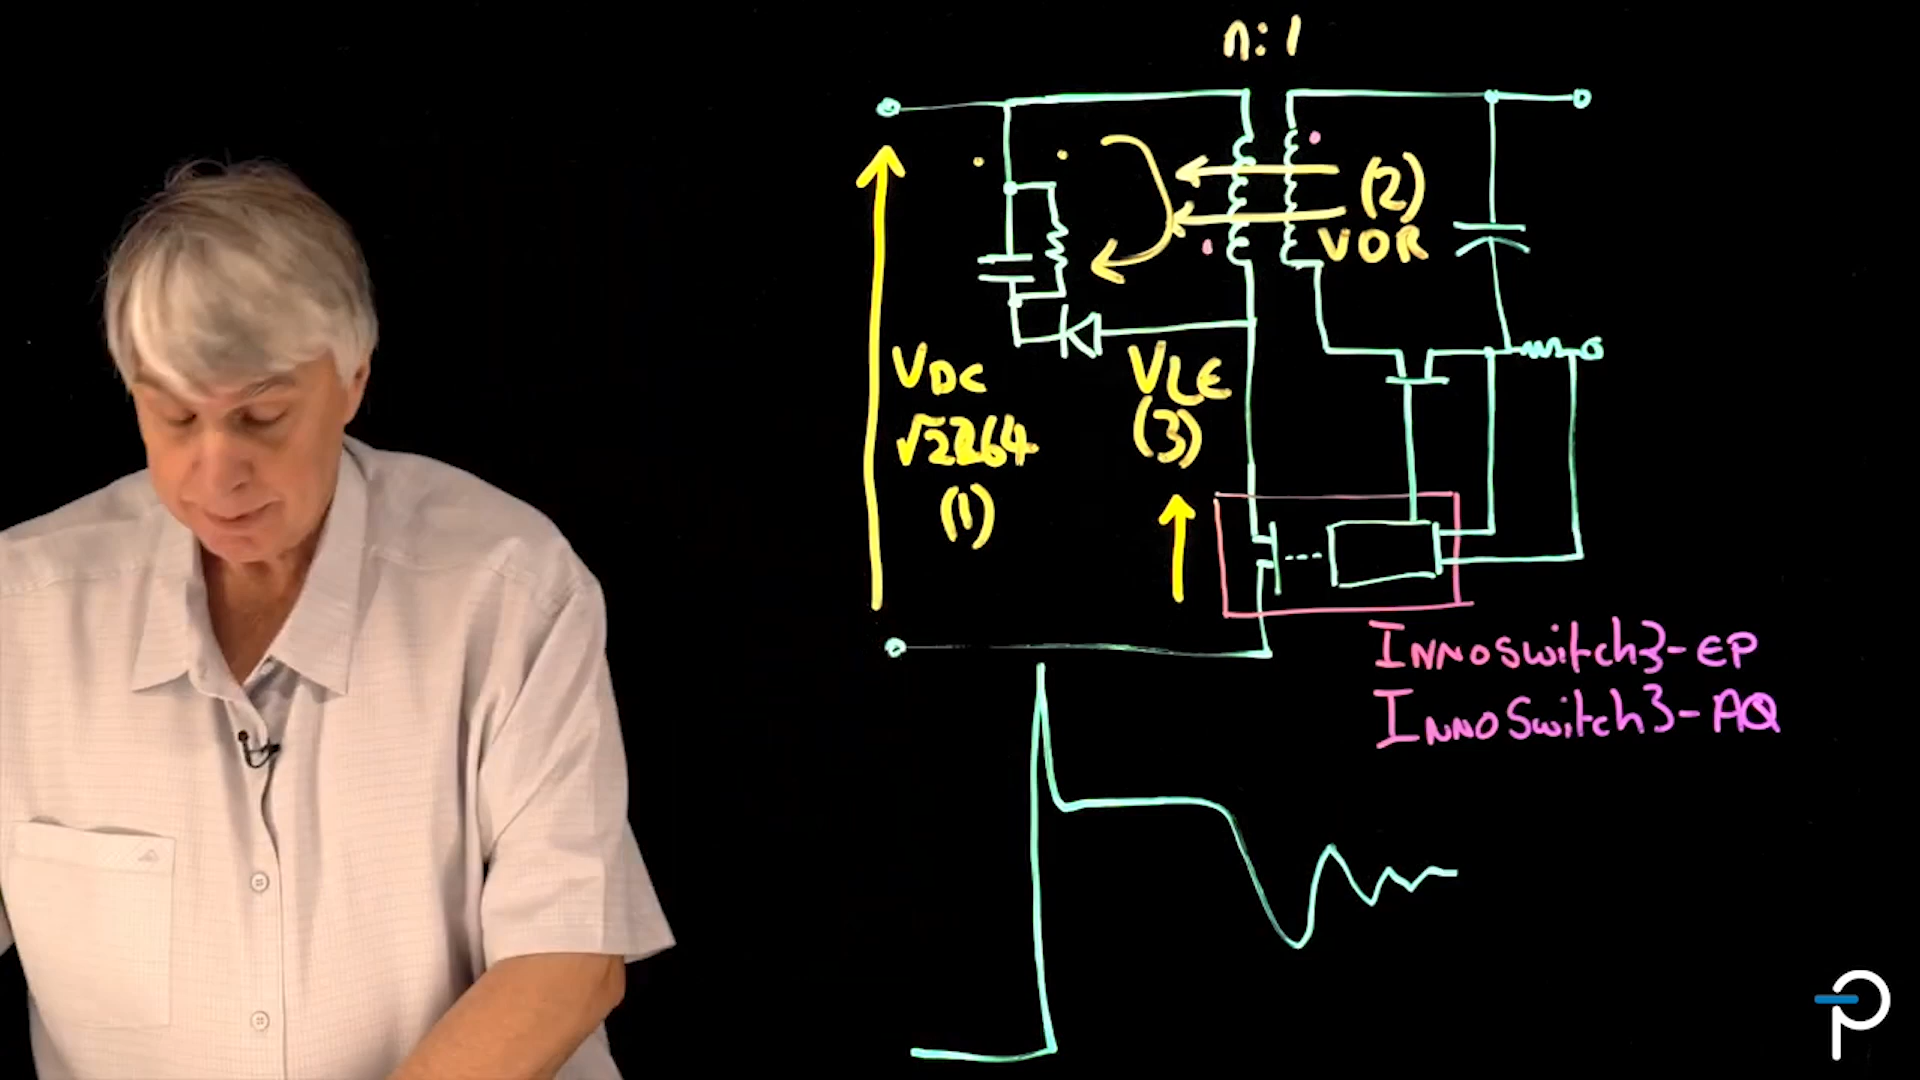 n:1
(2)
VOR
VDC
√2264
(1)
VLE
(3)
InnoSwitch3-EP
InnoSwitch3-AQ